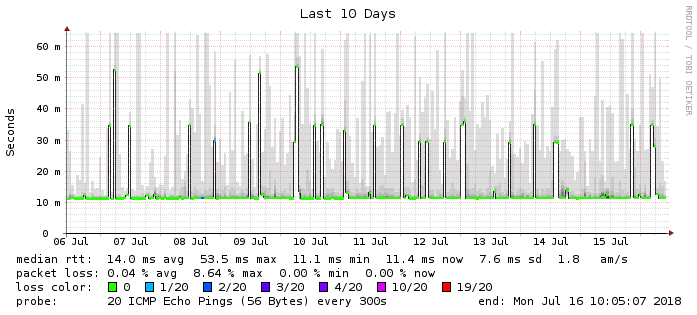 Last 10 Days
RRDTOOL / TOBI OETIKER
Seconds
60 m
50 m
40 m
30 m
20 m
10 m
0
06 Jul 07 Jul 08 Jul 09 Jul 10 Jul 11 Jul 12 Jul 13 Jul 14 Jul 15 Jul
median rtt: 14.0 ms avg 53.5 ms max 11.1 ms min 11.4 ms now 7.6 ms sd 1.8 am/s
packet loss: 0.04 % avg 8.64 % max 0.00 % min 0.00 % now
loss color: 0 1/20 2/20 3/20 4/20 10/20 19/20
probe: 20 ICMP Echo Pings (56 Bytes) every 300s end: Mon Jul 16 10:05:07 2018